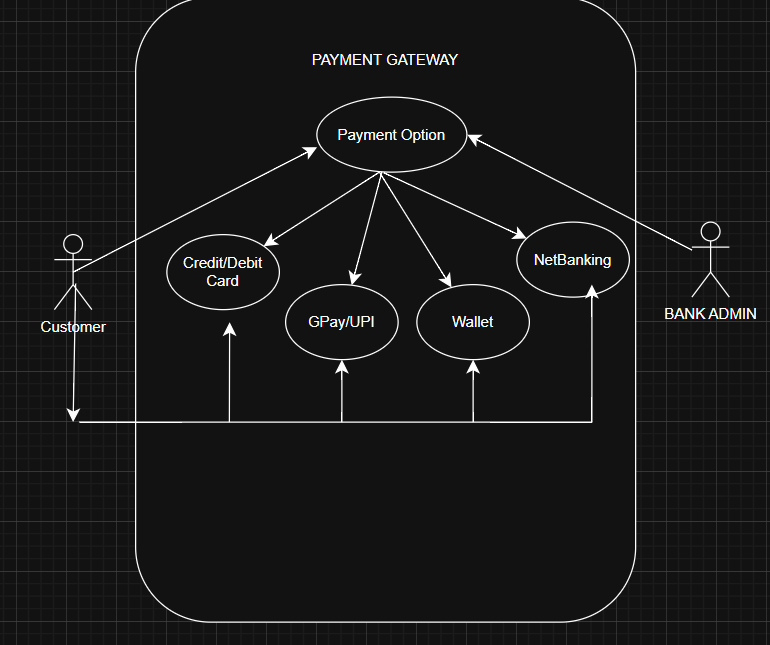 PAYMENT GATEWAY
Payment Option
Credit/Debit
Card
GPay/UPI
Wallet
NetBanking
Customer
BANK ADMIN